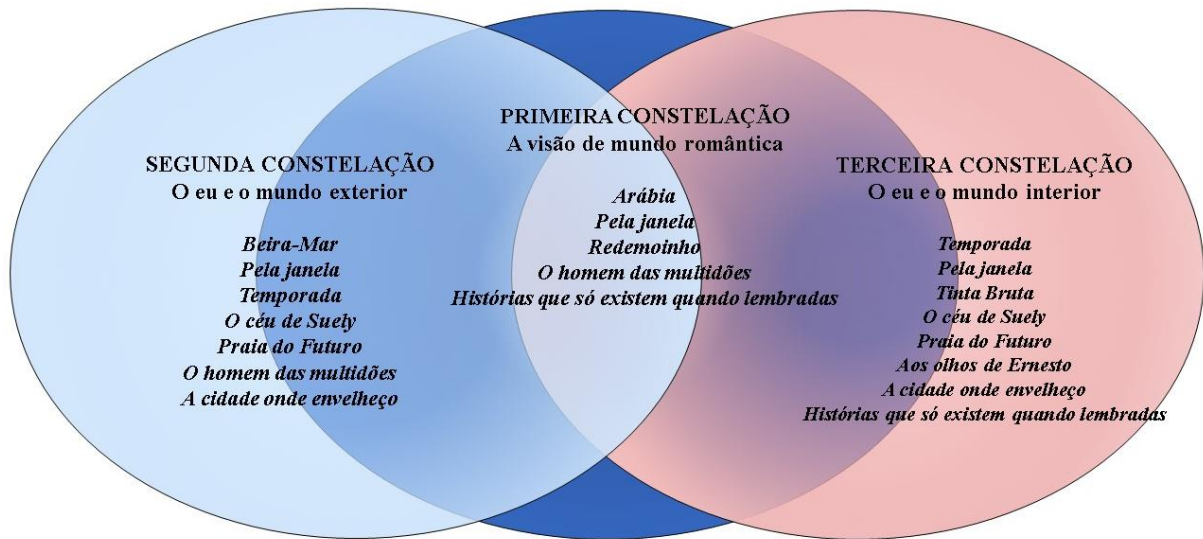 PRIMEIRA CONSTELAÇÃO
A visão de mundo romântica
Arábia
Pela janela
Redemoinho
O homem das multidões
Histórias que só existem quando lembradas
SEGUNDA CONSTELAÇÃO
O eu e o mundo exterior
Beira-Mar
Pela janela
Temporada
O céu de Suely
Praia do Futuro
O homem das multidões
A cidade onde envelheço
TERCEIRA CONSTELAÇÃO
O eu e o mundo interior
Temporada
Pela janela
Tinta Bruta
O céu de Suely
Praia do Futuro
Aos olhos de Ernesto
A cidade onde envelheço
Histórias que só existem quando lembradas